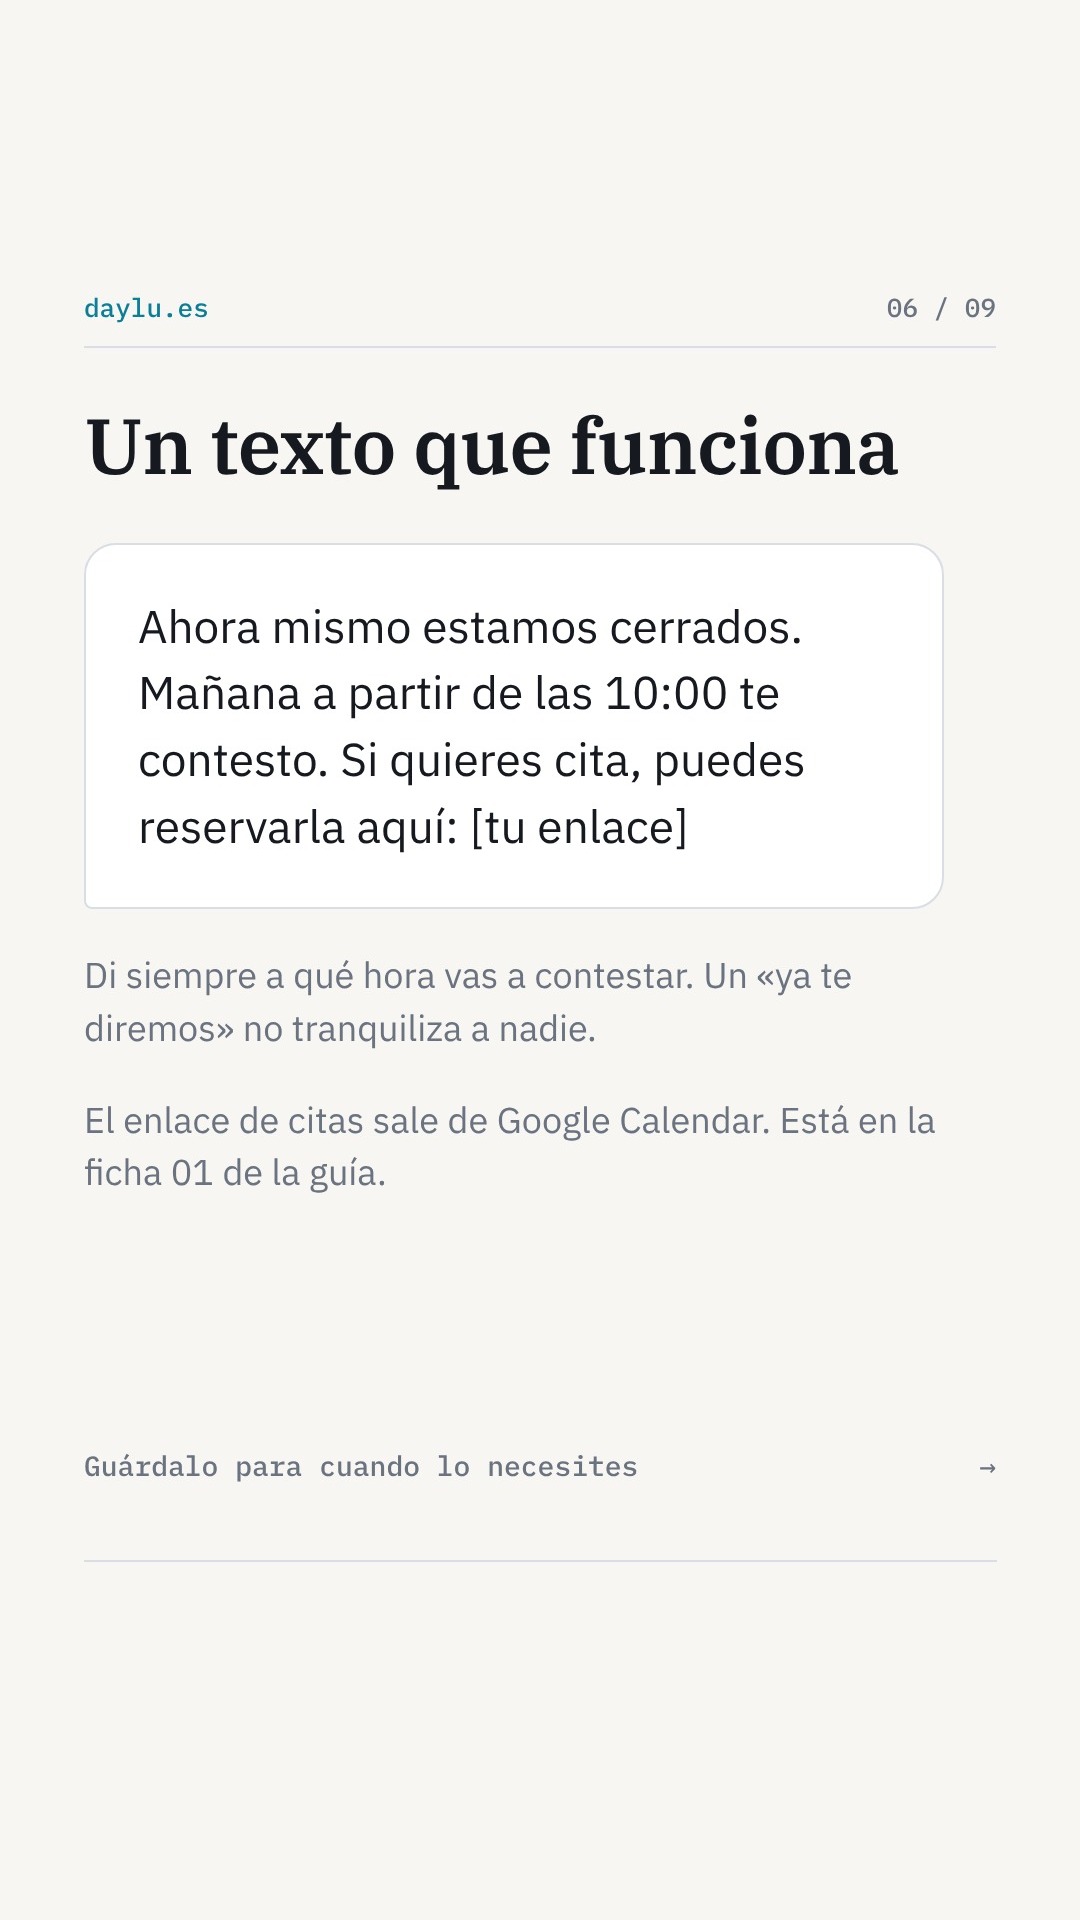 daylu.es
06 / 09
Un texto que funciona
Ahora mismo estamos cerrados.
Mañana a partir de las 10:00 te
contesto. Si quieres cita, puedes
reservarla aquí: [tu enlace]
Di siempre a qué hora vas a contestar. Un «ya te
diremos» no tranquiliza a nadie.
El enlace de citas sale de Google Calendar. Está en la
ficha 01 de la guía.
Guárdalo para cuando lo necesites →